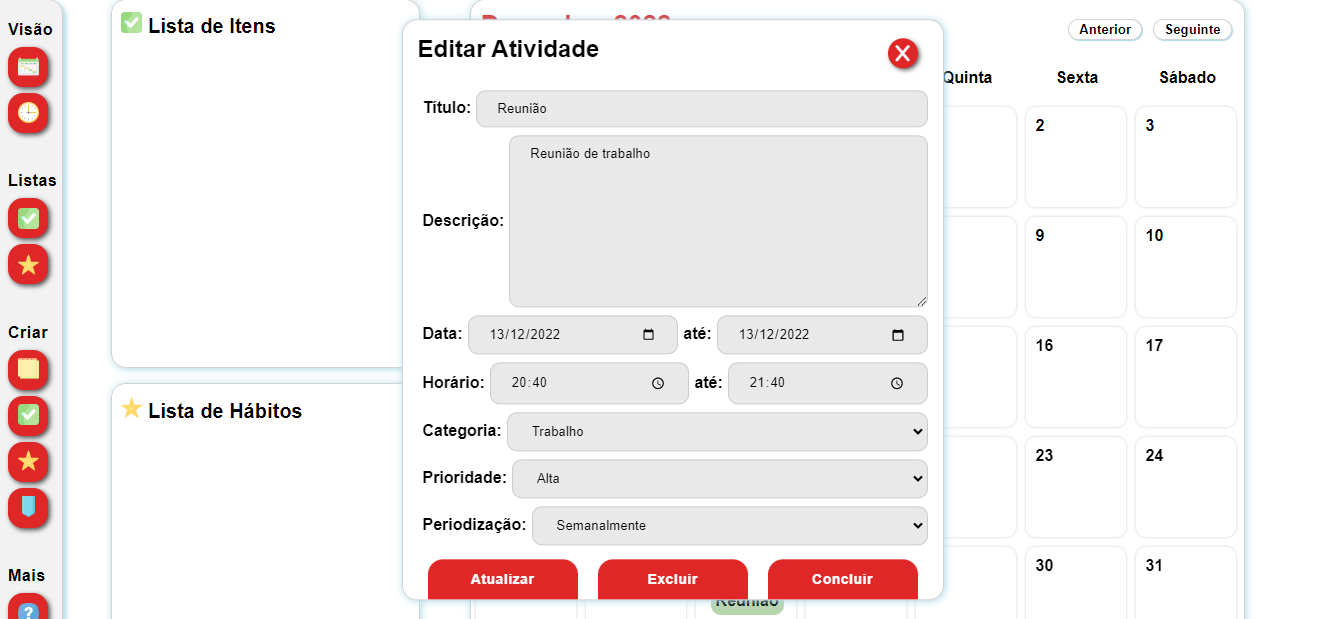 Visão
Listas
Criar
Mais
?
Lista de Itens
Lista de Hábitos
2022
Anterior
Seguinte
Quinta
Sexta
Sábado
2
3
9
10
16
17
23
24
30
31
Reunião
Editar Atividade
X
Título: Reunião
Descrição: Reunião de trabalho
Data: 13/12/2022 até: 13/12/2022
Horário: 20:40 até: 21:40
Categoria: Trabalho
Prioridade: Alta
Periodização: Semanalmente
Atualizar
Excluir
Concluir